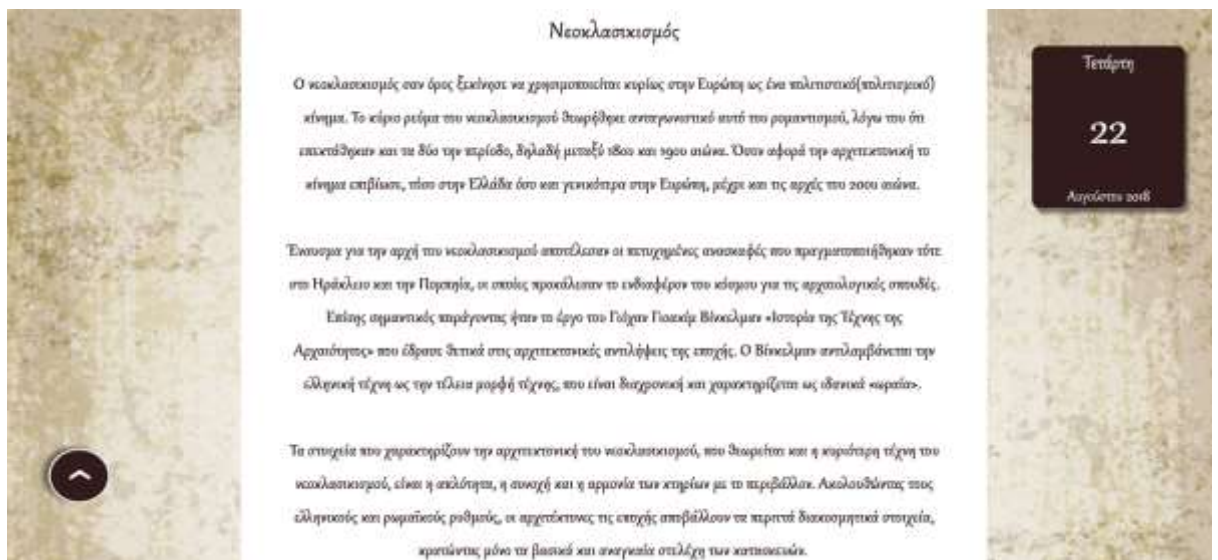 Νεοκλασικισμός
Ο νεοκλασικισμός σαν όρος ξεκίνησε να χρησιμοποιείται κυρίως στην Ευρώπη ως ένα πολιτιστικό(πολιτισμικό)
κίνημα. Το κύριο ρεύμα του νεοκλασικισμού θεωρήθηκε ανταγωνιστικό αυτό του ρομαντισμού, λόγω του ότι
επεκτάθηκαν και τα δύο την περίοδο, δηλαδή μεταξύ 1800 και 1900 αιώνα. Όσον αφορά την αρχιτεκτονική το
κίνημα επιβίωσε, τόσο στην Ελλάδα όσο και γενικότερα στην Ευρώπη, μέχρι και τις αρχές του 20ου αιώνα.
Έναυσμα για την αρχή του νεοκλασικισμού αποτέλεσαν οι πετυχημένες ανασκαφές που πραγματοποιήθηκαν τότε
στο Ηράκλειο και την Πομπηία, οι οποίες προκάλεσαν το ενδιαφέρον του κόσμου για τις αρχαιολογικές σπουδές.
Επίσης σημαντικός παράγοντας ήταν το έργο του Γιόχαν Γιοακίμ Βίνκελμαν «Ιστορία της Τέχνης της
Αρχαιότητος» που έδρασε θετικά στις αρχιτεκτονικές αντιλήψεις της εποχής. Ο Βίνκελμαν αντιλαμβάνεται την
ελληνική τέχνη ως την τέλεια μορφή τέχνης, που είναι διαχρονική και χαρακτηρίζεται ως ιδανικά «ωραία».
Τα στοιχεία που χαρακτηρίζουν την αρχιτεκτονική του νεοκλασικισμού, που θεωρείται και η κυριότερη τέχνη του
νεοκλασικισμού, είναι η απλότητα, η συνοχή και η αρμονία των κτηρίων με το περιβάλλον. Ακολουθώντας τους
ελληνικούς και ρωμαϊκούς ρυθμούς, οι αρχιτέκτονες τις εποχής αποβάλλουν τα περιττά διακοσμητικά στοιχεία,
κρατώντας μόνο τα βασικά και αναγκαία στελέχη των κατασκευών.
Τετάρτη
22
Αυγούστου 2018